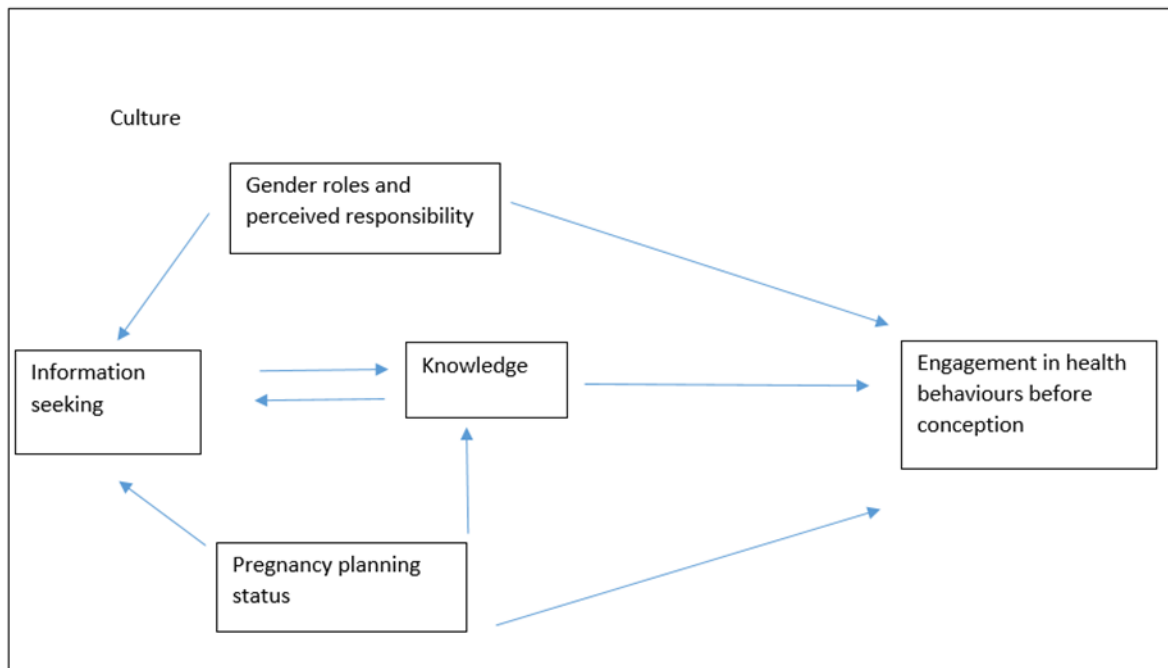 Culture
Gender roles and
perceived responsibility
Information
seeking
Knowledge
Engagement in health
behaviours before
conception
Pregnancy planning
status